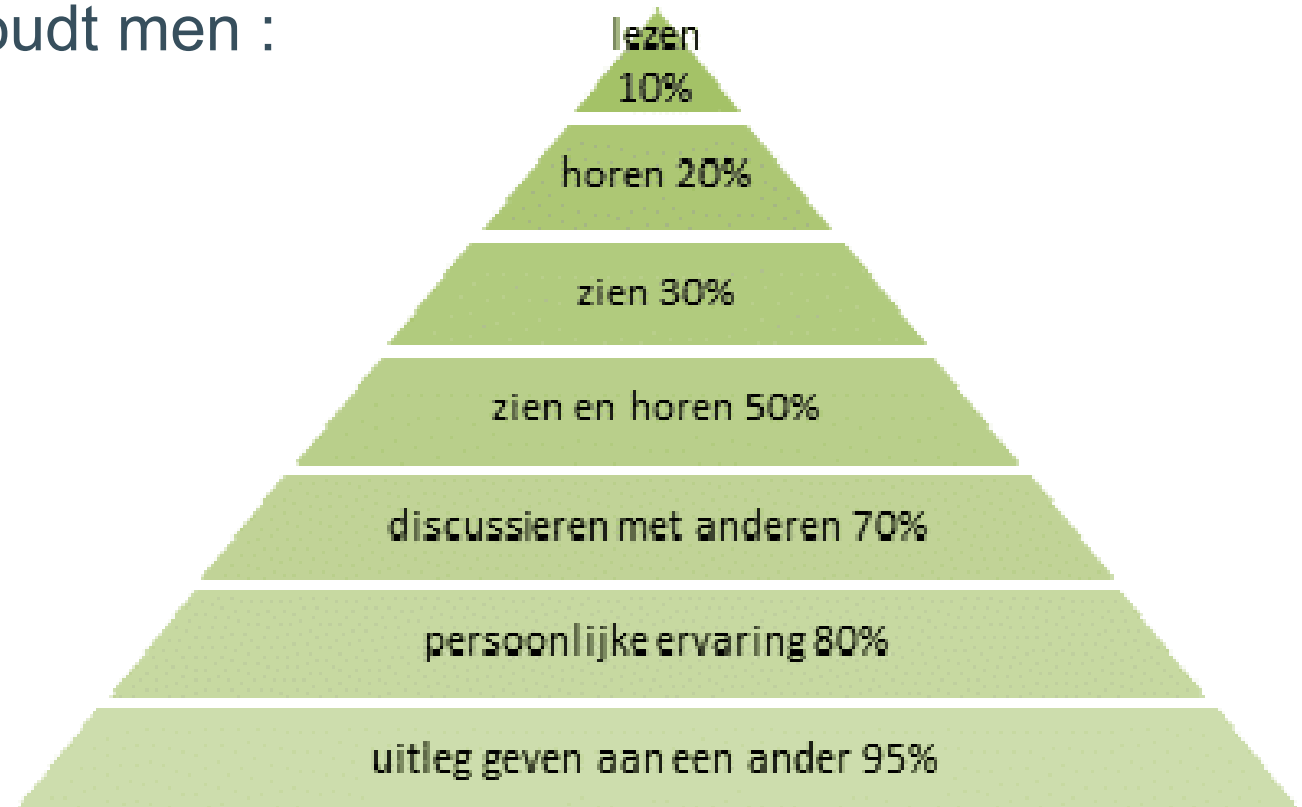 oudt men :
lezen
10%
horen 20%
zien 30%
zien en horen 50%
discussieren met anderen 70%
persoonlijke ervaring 80%
uitleg geven aan een ander 95%